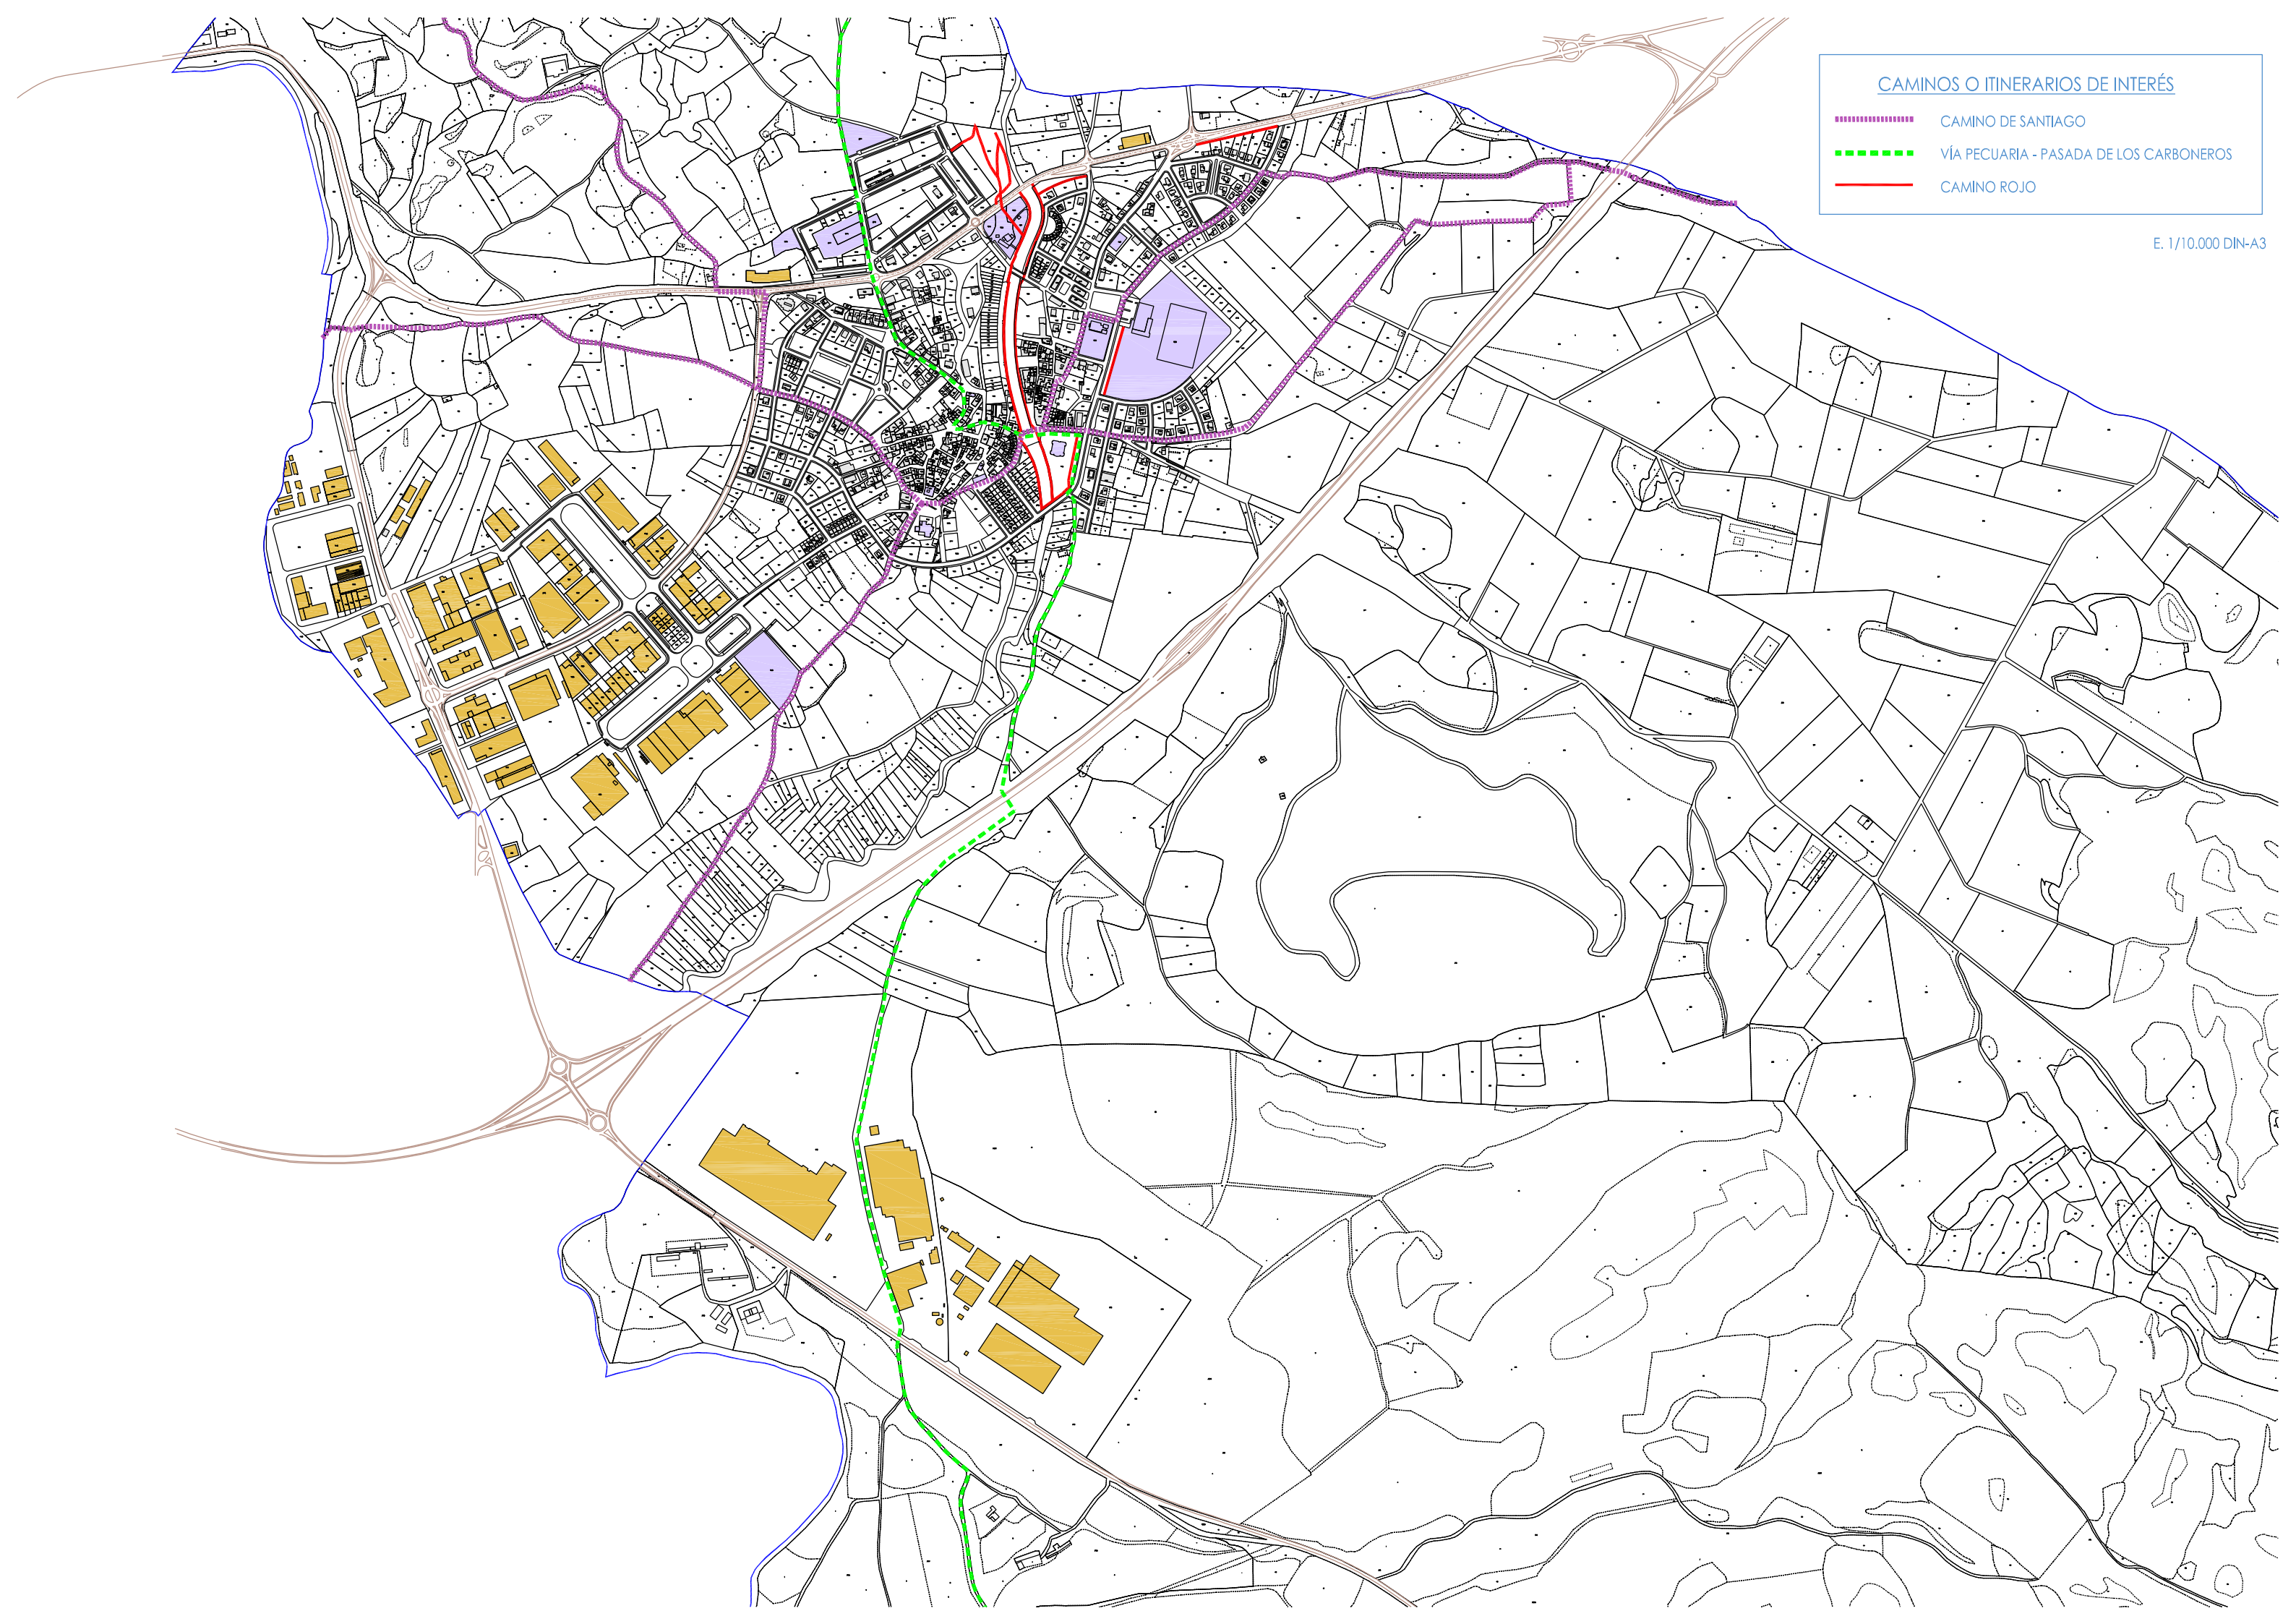 CAMINOS O ITINERARIOS DE INTERÉS
CAMINO DE SANTIAGO
VÍA PECUARIA - PASADA DE LOS CARBONEROS
CAMINO ROJO
E. 1/10.000 DIN-A3